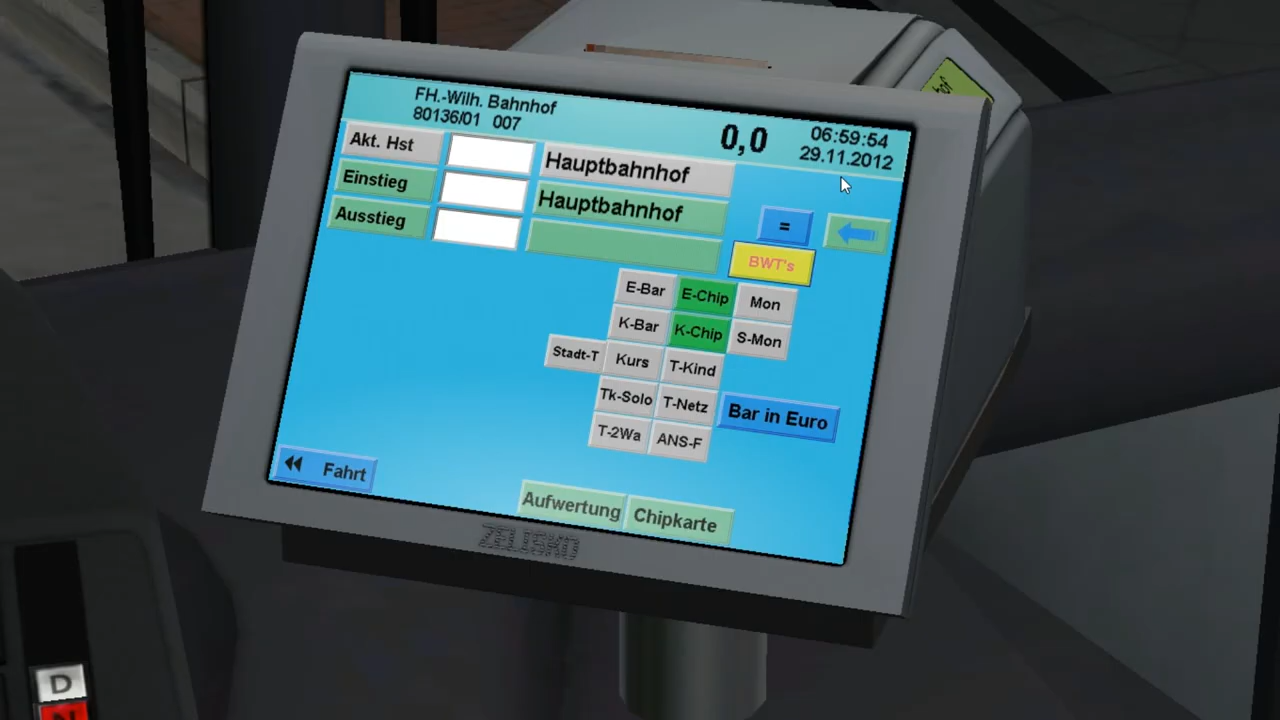 FH.-Wilh. Bahnhof
80136/01 007
0,0
06:59:54
29.11.2012
Akt. Hst
Hauptbahnhof
Einstieg
Hauptbahnhof
Ausstieg
=
BWT's
E-Bar E-Chip Mon
K-Bar K-Chip S-Mon
Stadt-T Kurs T-Kind
Tk-Solo T-Netz Bar in Euro
T-2Wa ANS-F
Fahrt
Aufwertung Chipkarte
ZELISKO
D
N